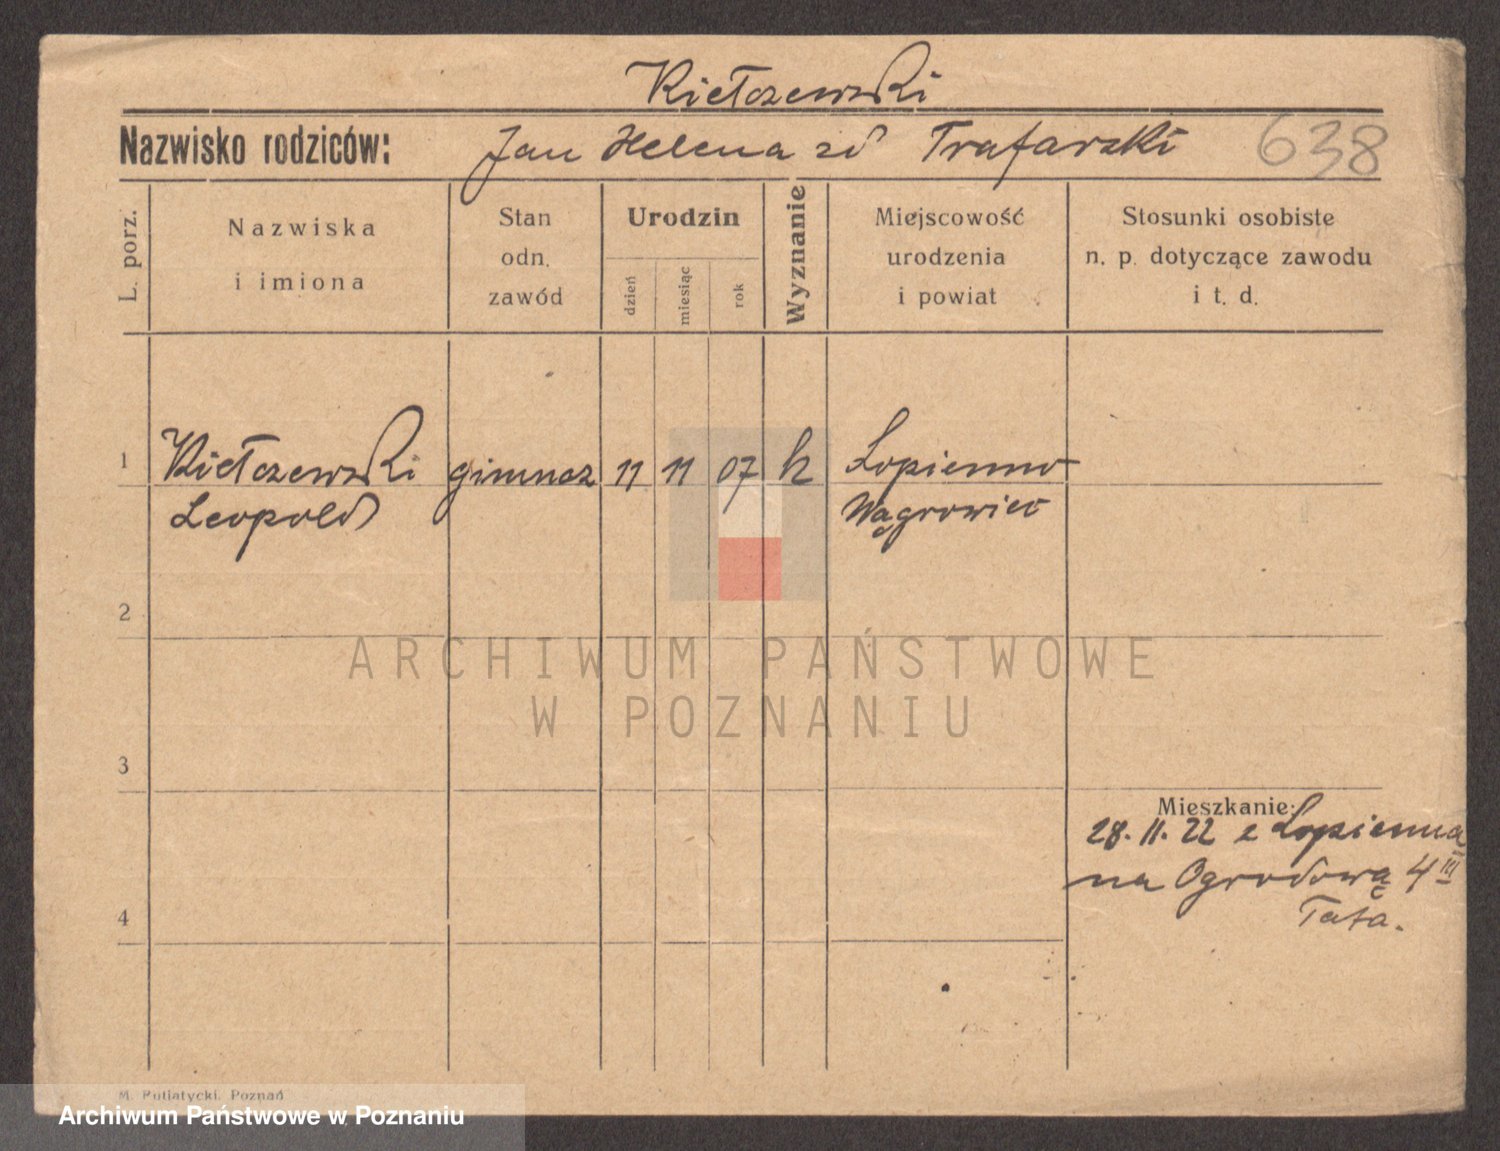 Kiełczewski
Nazwisko rodziców: Jan Helena zd Trafarski 638
L. porz.
Nazwiska
i imiona
Stan
odn.
zawód
Urodzin
dzień
miesiąc
rok
Wyznanie
Miejscowość
urodzenia
i powiat
Stosunki osobiste
n. p. dotyczące zawodu
i t. d.
1 Kiełczewski gimnaz 11 11 07 k Łopienno
Leopold Wągrowiec
2
ARCHIWUM PAŃSTWOWE
W POZNANIU
3
Mieszkanie:
28.11.22 z Łopienna
na Ogrodową 4 III
4
M. Putiatycki, Poznań
Archiwum Państwowe w Poznaniu